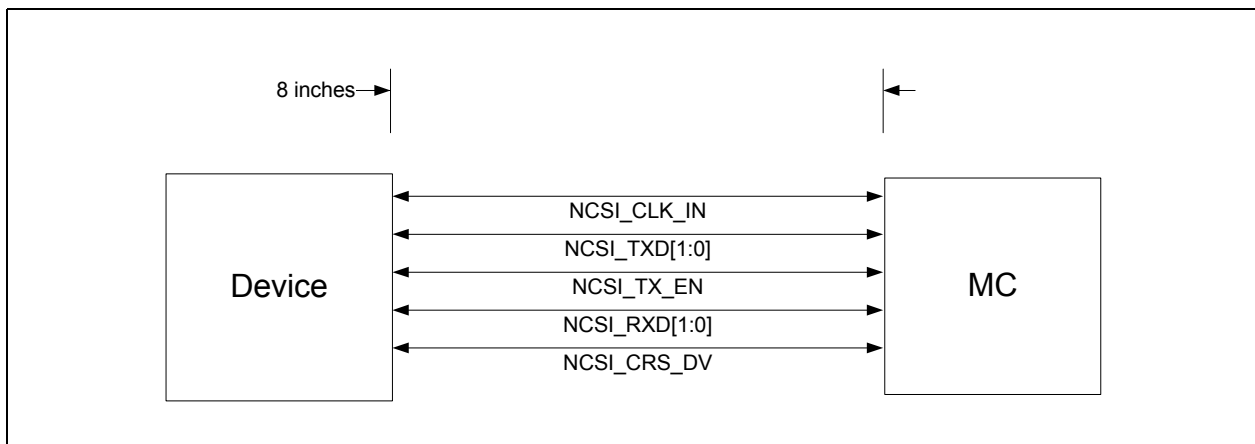 8 inches
NCSI_CLK_IN
NCSI_TXD[1:0]
Device
NCSI_TX_EN
MC
NCSI_RXD[1:0]
NCSI_CRS_DV